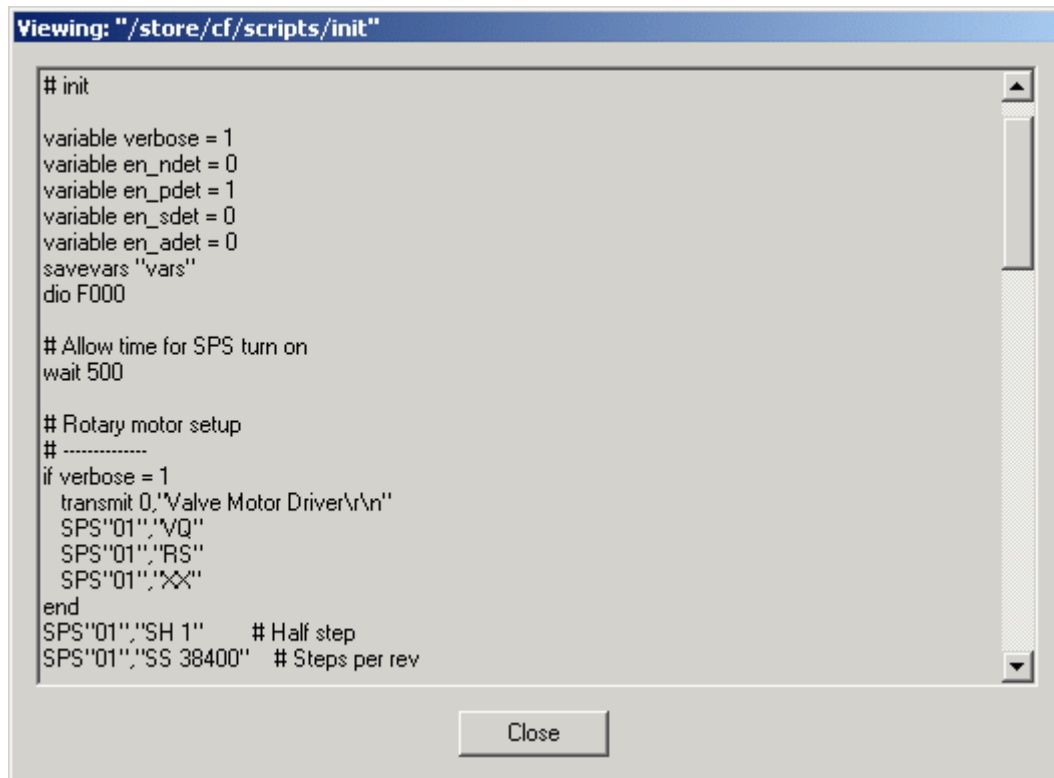 Viewing: "/store/cf/scripts/init"
# init
variable verbose = 1
variable en_ndet = 0
variable en_pdet = 1
variable en_sdet = 0
variable en_adet = 0
savevars "vars"
dio F000
# Allow time for SPS turn on
wait 500
# Rotary motor setup
# --------------
if verbose = 1
transmit 0,"Valve Motor Driver\r\n"
SPS"01","VQ"
SPS"01","RS"
SPS"01","XX"
end
SPS"01","SH 1" # Half step
SPS"01","SS 38400" # Steps per rev
Close